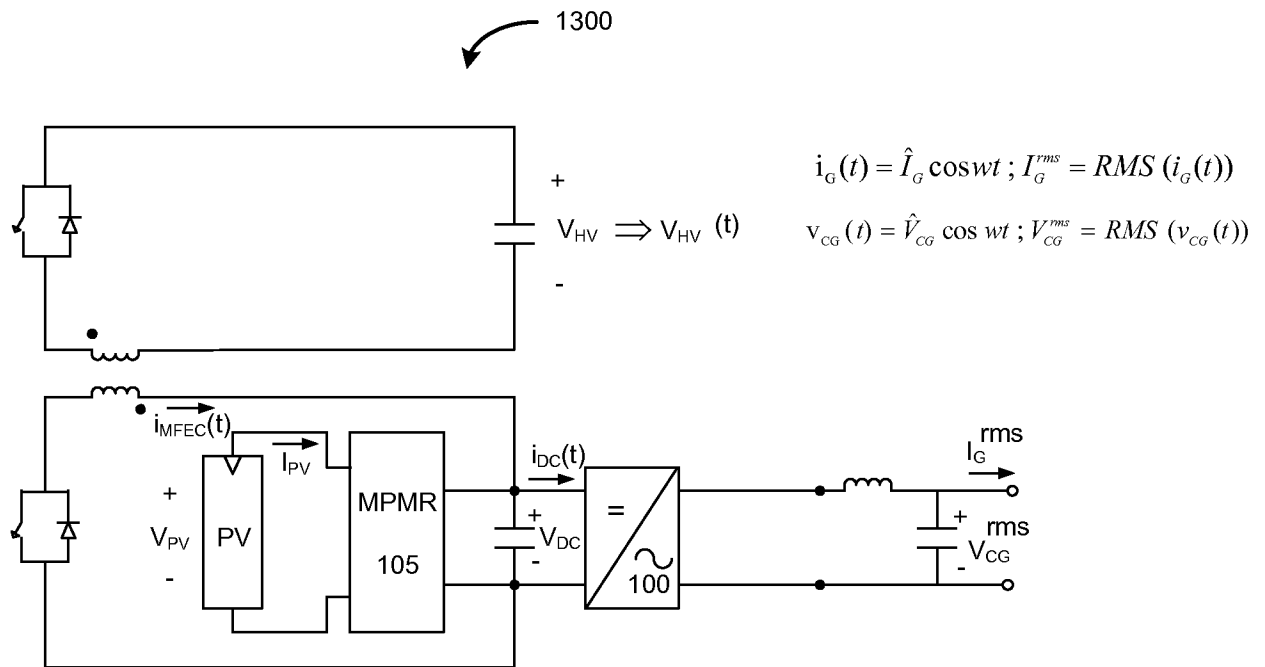 1300
i_G(t) = Î_G cos wt ; I_G^rms = RMS (i_G(t))
v_CG(t) = V̂_CG cos wt ; V_CG^rms = RMS (v_CG(t))
+
V_HV ⇒ V_HV (t)
-
i_MFEC(t)
+
V_PV
-
PV
I_PV
MPMR
105
i_DC(t)
+
V_DC
-
=
~
100
I_G^rms
+
V_CG^rms
-